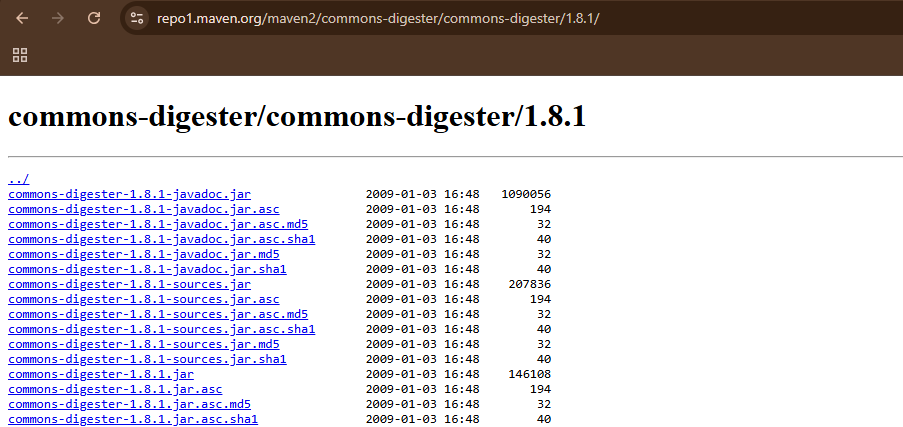 repo1.maven.org/maven2/commons-digester/commons-digester/1.8.1/
commons-digester/commons-digester/1.8.1
../
commons-digester-1.8.1-javadoc.jar 2009-01-03 16:48 1090056
commons-digester-1.8.1-javadoc.jar.asc 2009-01-03 16:48 194
commons-digester-1.8.1-javadoc.jar.asc.md5 2009-01-03 16:48 32
commons-digester-1.8.1-javadoc.jar.asc.sha1 2009-01-03 16:48 40
commons-digester-1.8.1-javadoc.jar.md5 2009-01-03 16:48 32
commons-digester-1.8.1-javadoc.jar.sha1 2009-01-03 16:48 40
commons-digester-1.8.1-sources.jar 2009-01-03 16:48 207836
commons-digester-1.8.1-sources.jar.asc 2009-01-03 16:48 194
commons-digester-1.8.1-sources.jar.asc.md5 2009-01-03 16:48 32
commons-digester-1.8.1-sources.jar.asc.sha1 2009-01-03 16:48 40
commons-digester-1.8.1-sources.jar.md5 2009-01-03 16:48 32
commons-digester-1.8.1-sources.jar.sha1 2009-01-03 16:48 40
commons-digester-1.8.1.jar 2009-01-03 16:48 146108
commons-digester-1.8.1.jar.asc 2009-01-03 16:48 194
commons-digester-1.8.1.jar.asc.md5 2009-01-03 16:48 32
commons-digester-1.8.1.jar.asc.sha1 2009-01-03 16:48 40